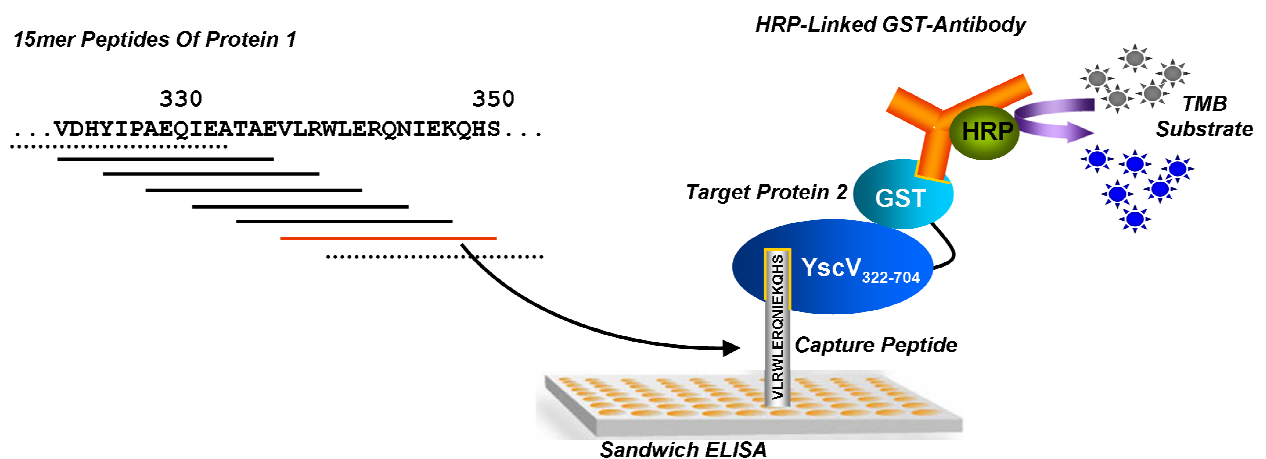 15mer Peptides Of Protein 1
330 350
...VDHYIPAEQIEATAEVLRWLERQNIEKQHS...
HRP-Linked GST-Antibody
HRP
TMB
Substrate
Target Protein 2
GST
YscV322-704
VLRWLERQNIEKQHS
Capture Peptide
Sandwich ELISA